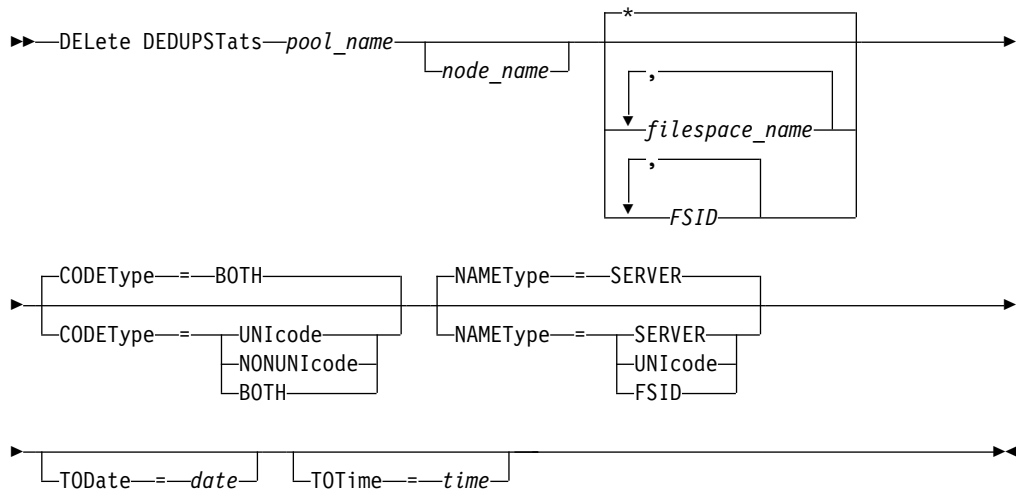 *
DELete DEDUPSTats pool_name
node_name
,
filespace_name
,
FSID
CODEType = BOTH NAMEType = SERVER
CODEType = UNIcode NAMEType = SERVER
NONUNIcode UNIcode
BOTH FSID
TODate = date TOTime = time